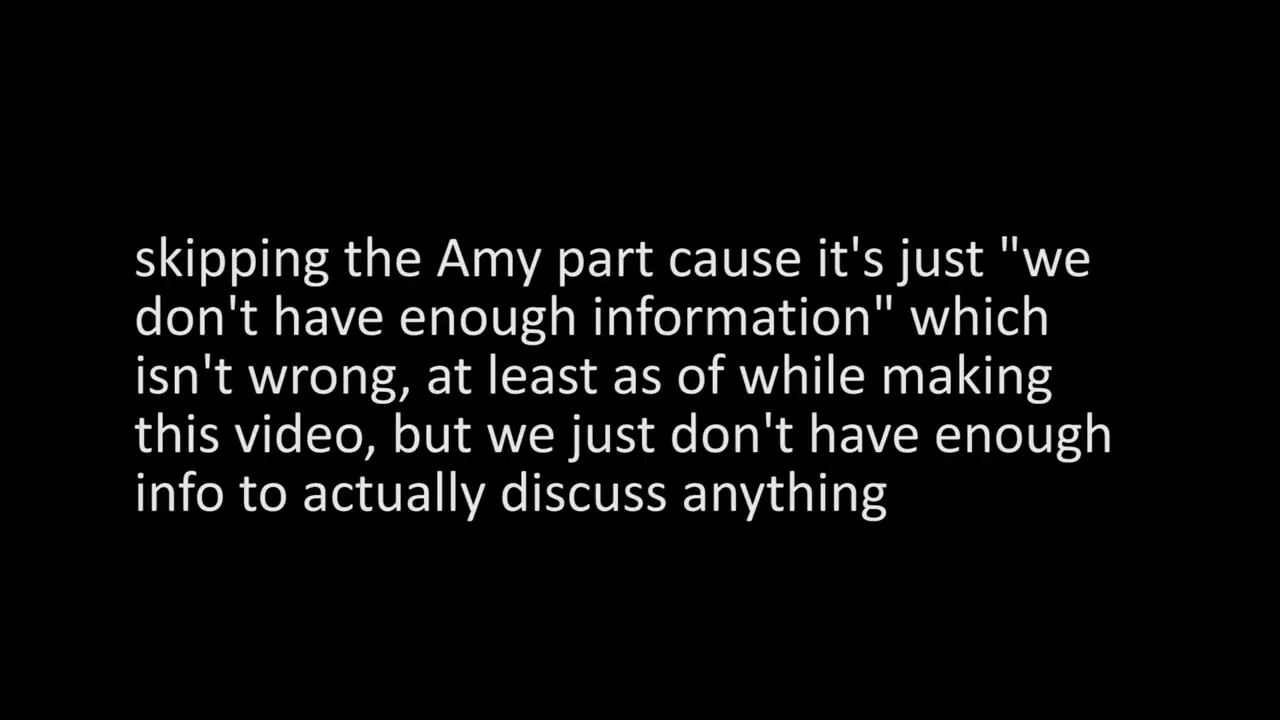 skipping the Amy part cause it's just "we
don't have enough information" which
isn't wrong, at least as of while making
this video, but we just don't have enough
info to actually discuss anything